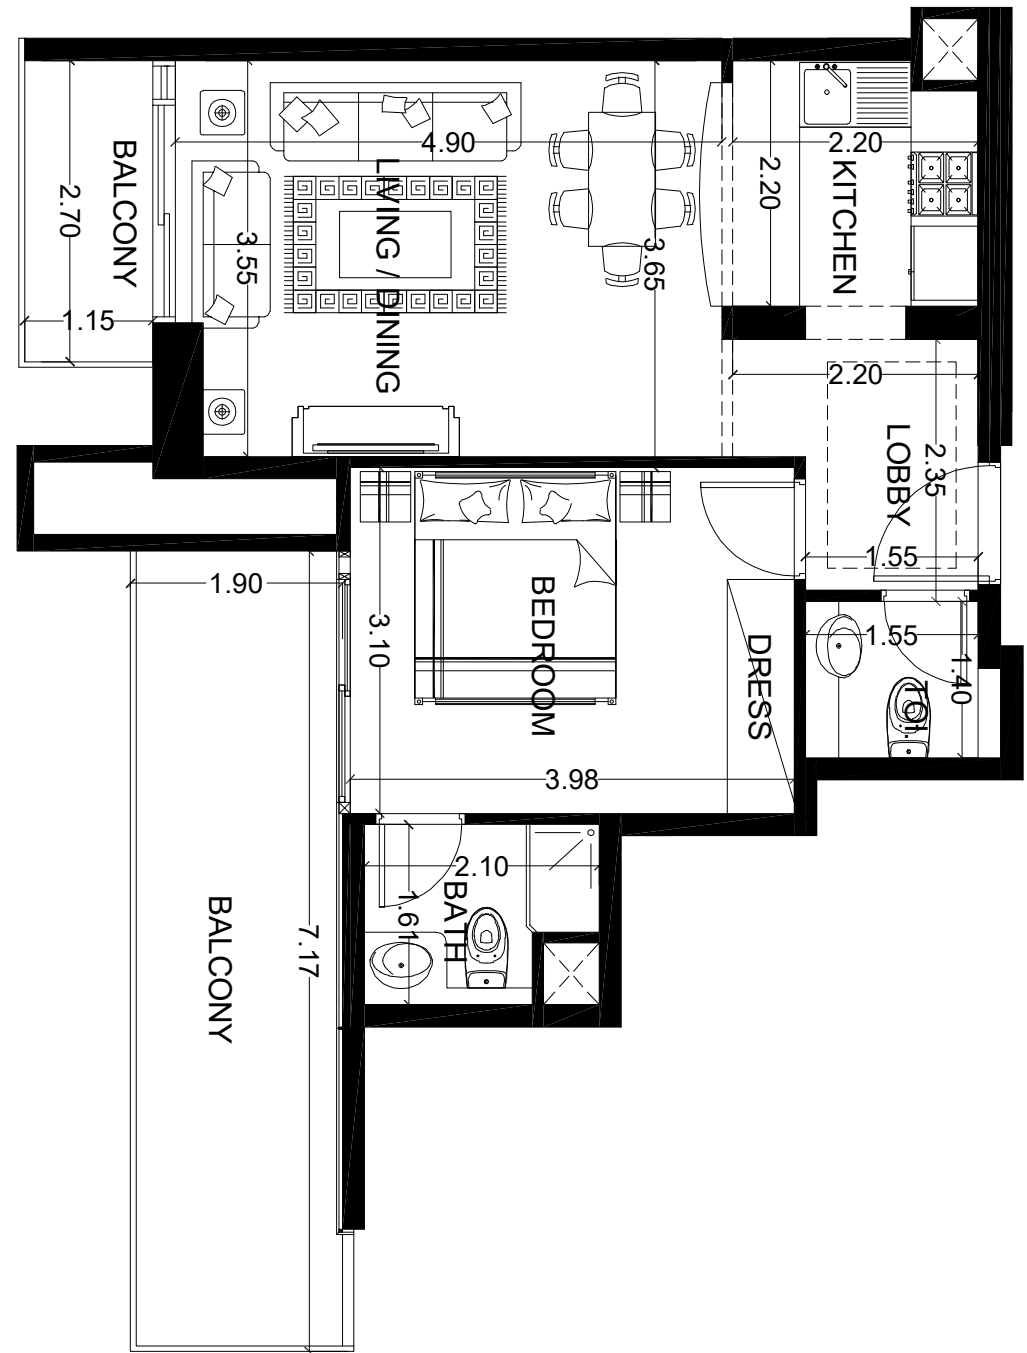 4.90
2.20
BALCONY
2.70
1.15
3.55
LIVING / DINING
3.65
2.20
KITCHEN
2.20
LOBBY
2.35
1.55
1.90
3.10
BEDROOM
DRESS
1.55
1.40
TOI
3.98
2.10
BATH
1.61
BALCONY
7.17